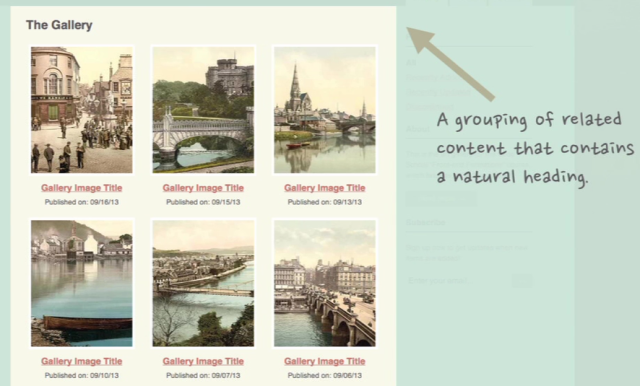 The Gallery
Gallery Image Title
Gallery Image Title
Gallery Image Title
Published on: 09/16/13
Published on: 09/15/13
Published on: 09/13/13
Gallery Image Title
Gallery Image Title
Gallery Image Title
Published on: 09/10/13
Published on: 09/07/13
Published on: 09/06/13
A grouping of related
content that contains
a natural heading.